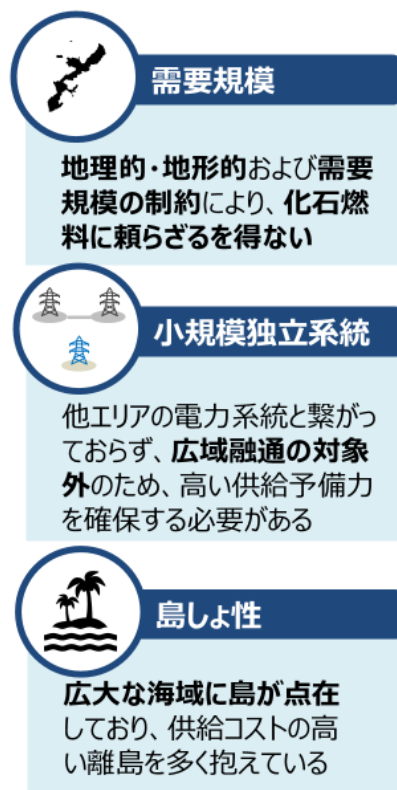 需要規模
地理的・地形的および需要
規模の制約により、化石燃
料に頼らざるを得ない
小規模独立系統
他エリアの電力系統と繋がっ
ておらず、広域融通の対象
外のため、高い供給予備力
を確保する必要がある
島しょ性
広大な海域に島が点在
しており、供給コストの高
い離島を多く抱えている